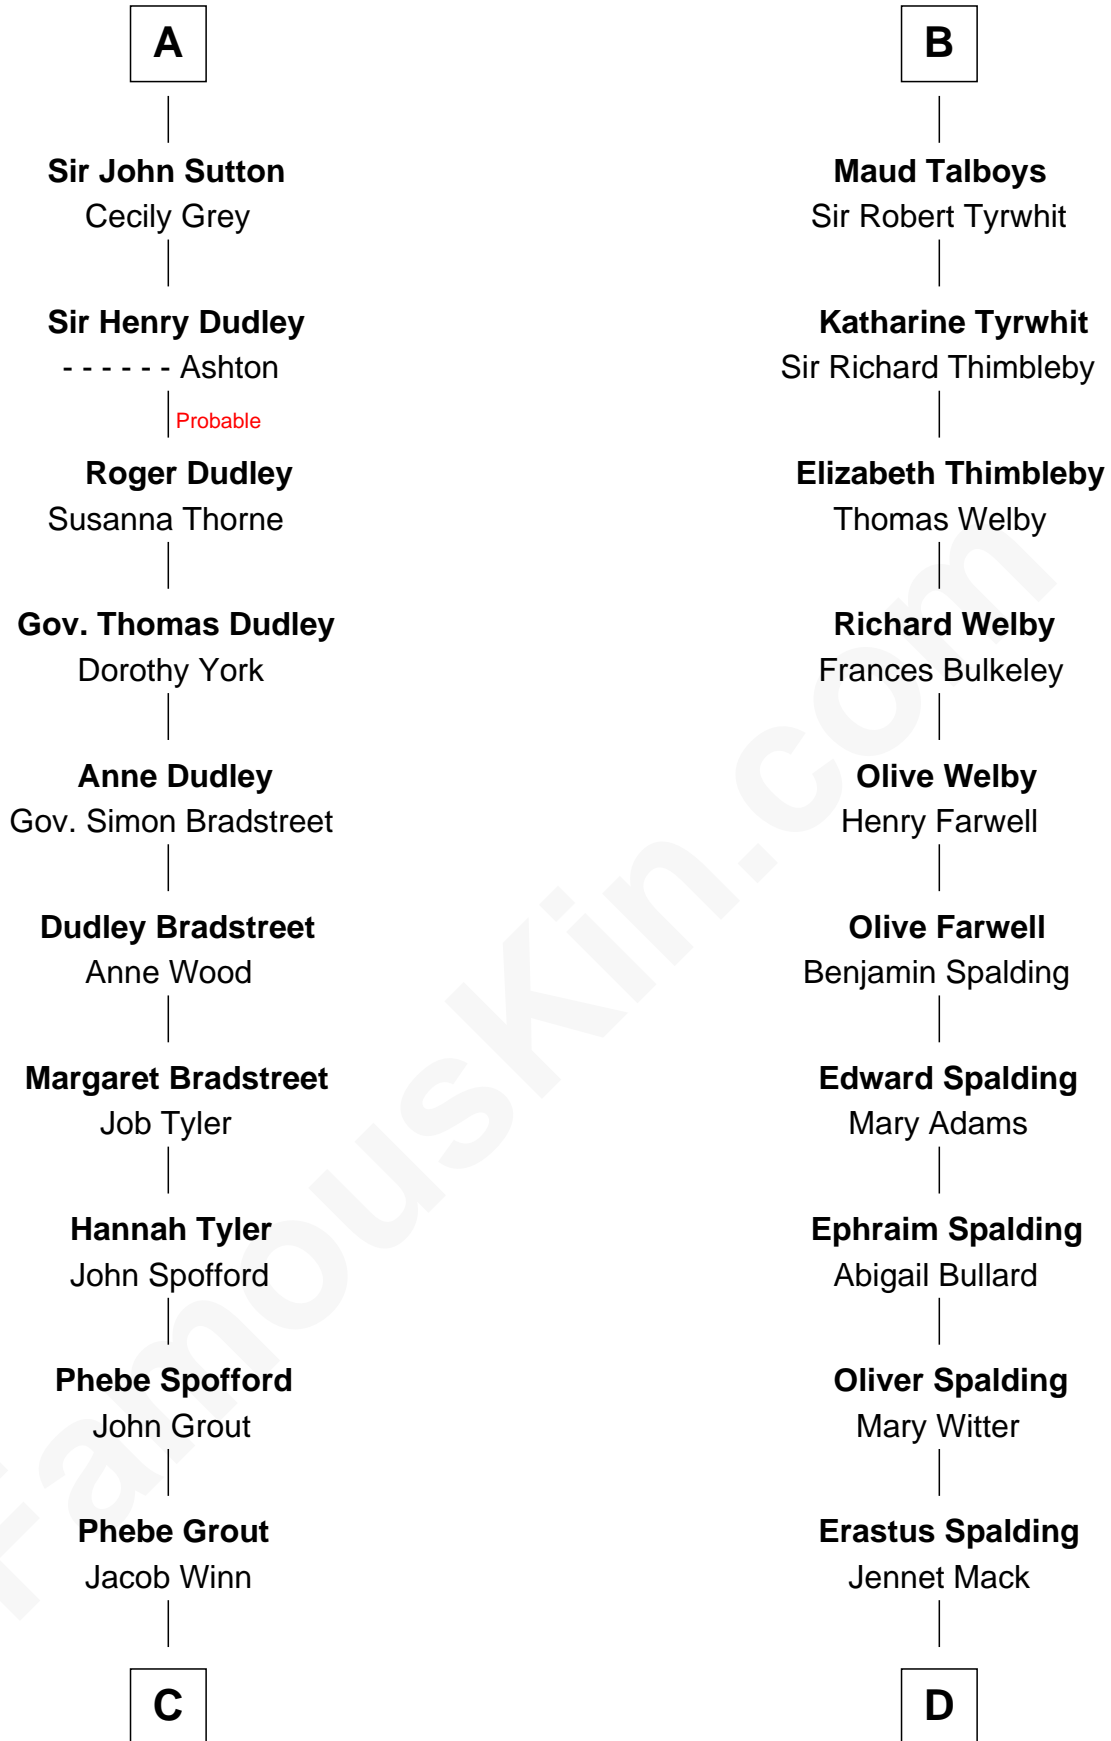 A
Sir John Sutton
Cecily Grey
Sir Henry Dudley
- - - - - - Ashton
Probable
Roger Dudley
Susanna Thorne
Gov. Thomas Dudley
Dorothy York
Anne Dudley
Gov. Simon Bradstreet
Dudley Bradstreet
Anne Wood
Margaret Bradstreet
Job Tyler
Hannah Tyler
John Spofford
Phebe Spofford
John Grout
Phebe Grout
Jacob Winn
C
B
Maud Talboys
Sir Robert Tyrwhit
Katharine Tyrwhit
Sir Richard Thimbleby
Elizabeth Thimbleby
Thomas Welby
Richard Welby
Frances Bulkeley
Olive Welby
Henry Farwell
Olive Farwell
Benjamin Spalding
Edward Spalding
Mary Adams
Ephraim Spalding
Abigail Bullard
Oliver Spalding
Mary Witter
Erastus Spalding
Jennet Mack
D
FamousKin.com